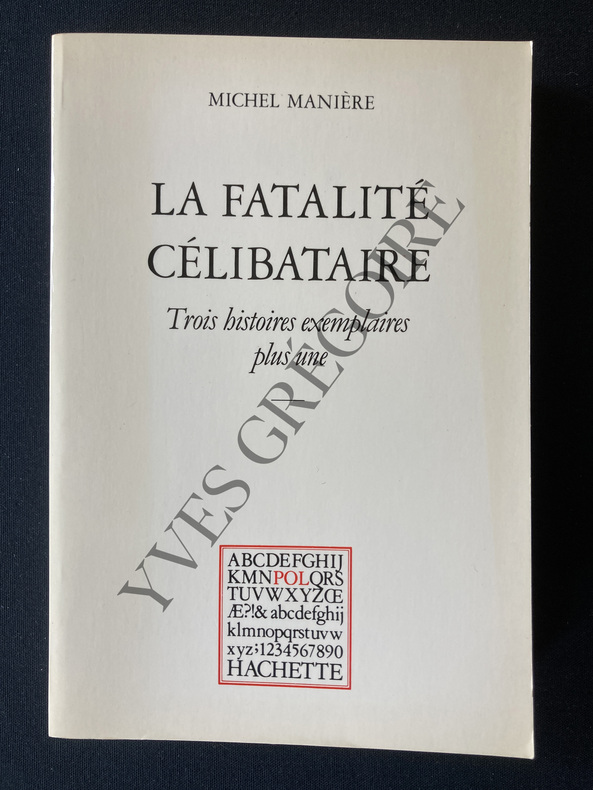 MICHEL MANIÈRE
LA FATALITÉ
CÉLIBATAIRE
Trois histoires exemplaires
plus une
YVES GRÉGOIRE
ABCDEFGHIJ
KMNPOLQRS
TUVWXYZŒ
Æ?!& abcdefghij
klmnopqrstuvw
xyz;1234567890
HACHETTE